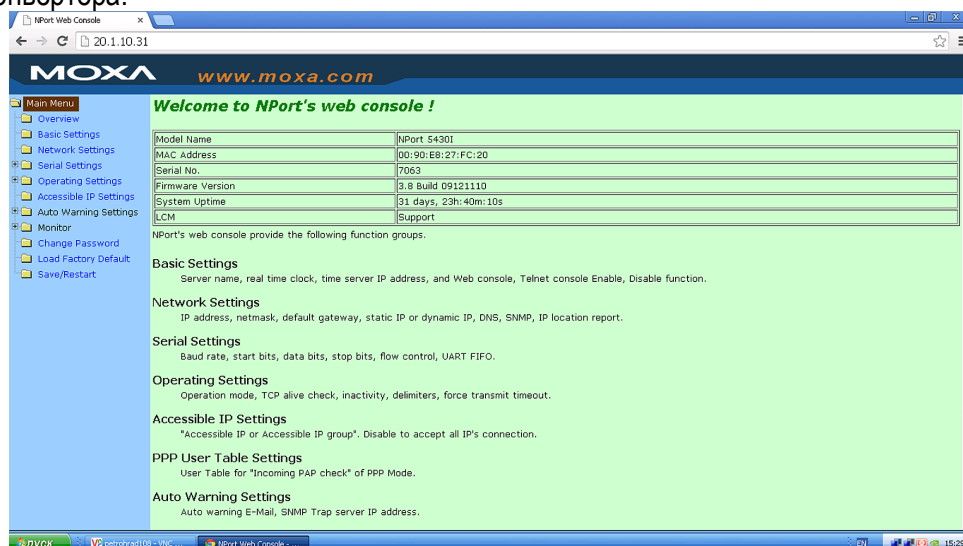 конвертора.
NPort Web Console
20.1.10.31
MOXA www.moxa.com
Main Menu
Overview
Basic Settings
Network Settings
Serial Settings
Operating Settings
Accessible IP Settings
Auto Warning Settings
Monitor
Change Password
Load Factory Default
Save/Restart
Welcome to NPort's web console !
Model Name NPort 5430I
MAC Address 00:90:E8:27:FC:20
Serial No. 7063
Firmware Version 3.8 Build 09121110
System Uptime 31 days, 23h:40m:10s
LCM Support
NPort's web console provide the following function groups.
Basic Settings
Server name, real time clock, time server IP address, and Web console, Telnet console Enable, Disable function.
Network Settings
IP address, netmask, default gateway, static IP or dynamic IP, DNS, SNMP, IP location report.
Serial Settings
Baud rate, start bits, data bits, stop bits, flow control, UART FIFO.
Operating Settings
Operation mode, TCP alive check, inactivity, delimiters, force transmit timeout.
Accessible IP Settings
"Accessible IP or Accessible IP group". Disable to accept all IP's connection.
PPP User Table Settings
User Table for "Incoming PAP check" of PPP Mode.
Auto Warning Settings
Auto warning E-Mail, SNMP Trap server IP address.
пуск petrohrad108 - VNC ... NPort Web Console - ... EN 15:29